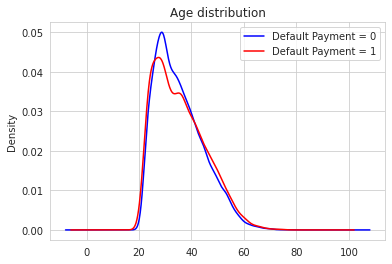 Age distribution
Default Payment = 0
Default Payment = 1
Density
0.05
0.04
0.03
0.02
0.01
0.00
0 20 40 60 80 100